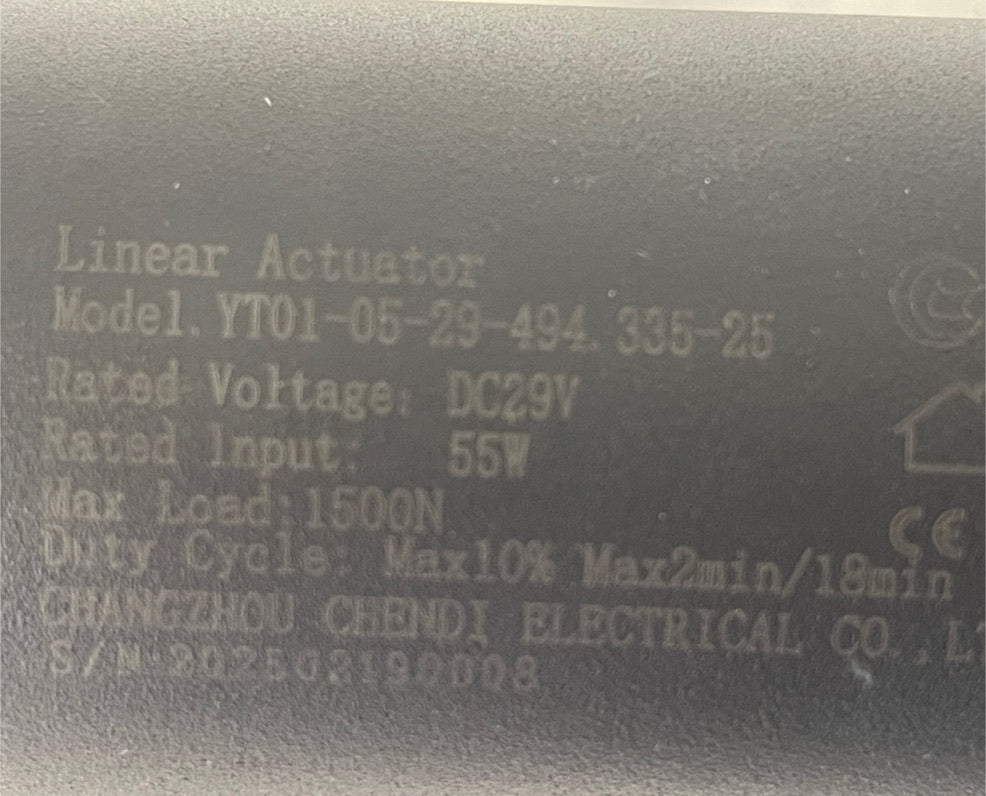 Linear Actuator
Model. YT01-05-29-494.335-25
Rated Voltage: DC29V
Rated Input: 55W
Max Load:1500N
Duty Cycle: Max10% Max2min/18min
CHANGZHOU CHENDI ELECTRICAL CO.,
CE